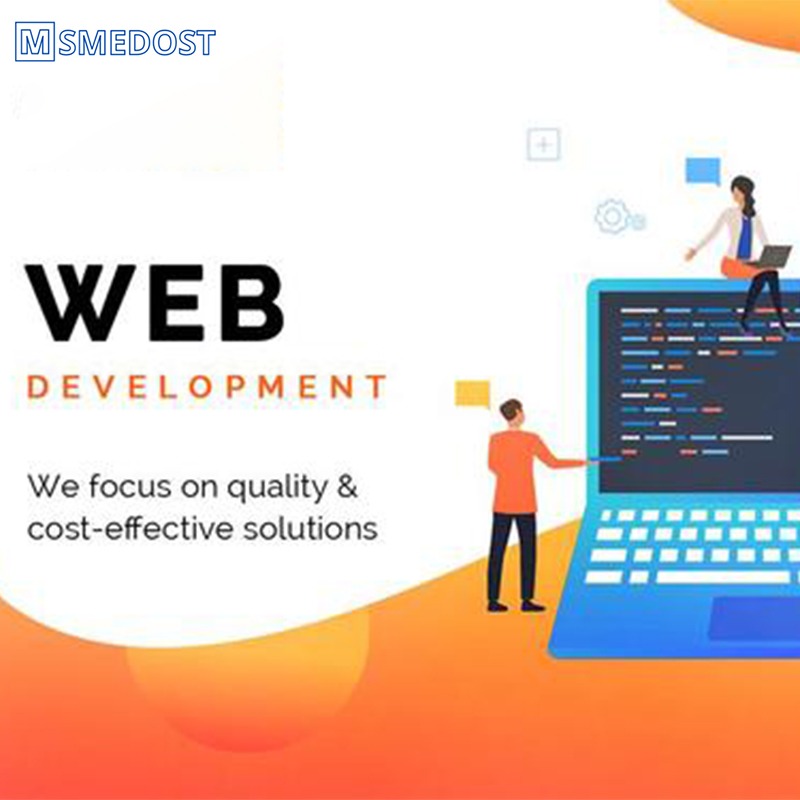 MSMEDOST
WEB
DEVELOPMENT
We focus on quality &
cost-effective solutions